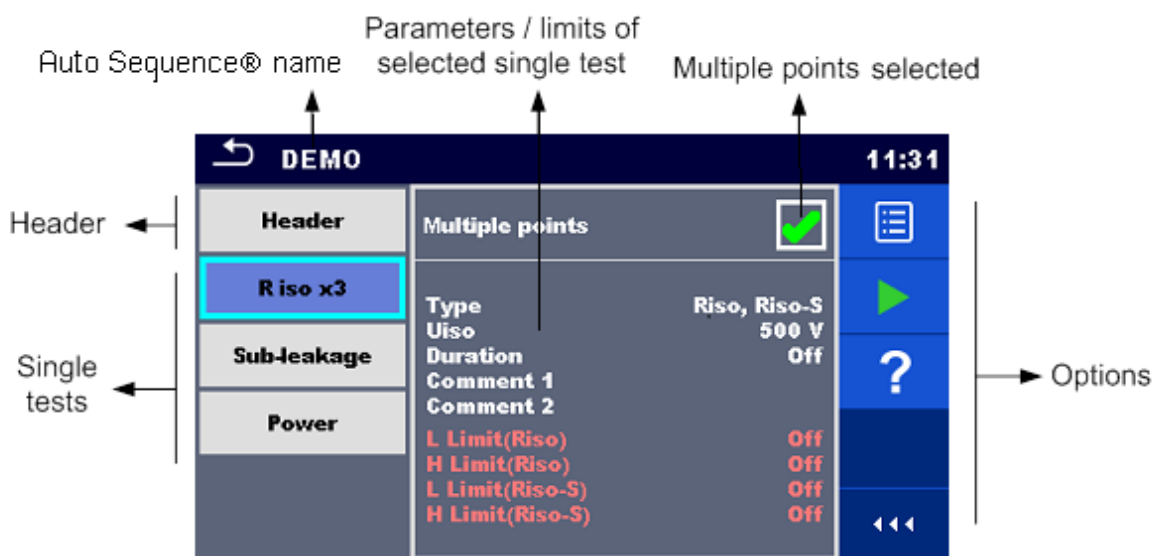 Parameters / limits of
selected single test
Auto Sequence® name
Multiple points selected
DEMO
11:31
Header
Header
Multiple points
R iso x3
Type Riso, Riso-S
Uiso 500 V
Duration Off
Comment 1
Comment 2
L Limit(Riso) Off
H Limit(Riso) Off
L Limit(Riso-S) Off
H Limit(Riso-S) Off
Sub-leakage
Power
Single
tests
?
Options